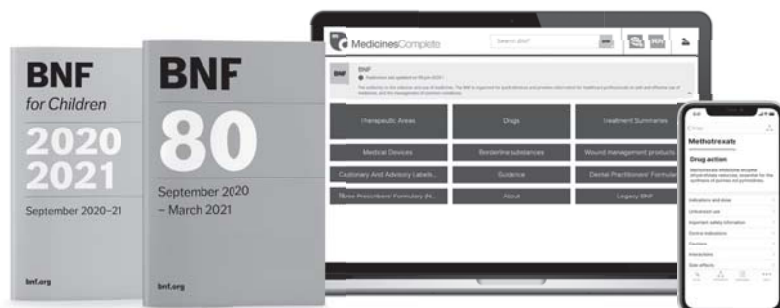 BNF
for Children
2020
2021
September 2020–21
bnf.org
BNF
80
September 2020
– March 2021
bnf.org
MedicinesComplete
BNF
BNF
Therapeutic Areas
Drugs
Treatment Summaries
Medical Devices
Borderline substances
Wound management products
Cautionary And Advisory Labels...
Guidance
Dental Practitioners' Formulary
About
Legacy BNF
Methotrexate
Drug action
Indications and dose
Unlicensed use
Important safety information
Contra-indications
Interactions
Side effects